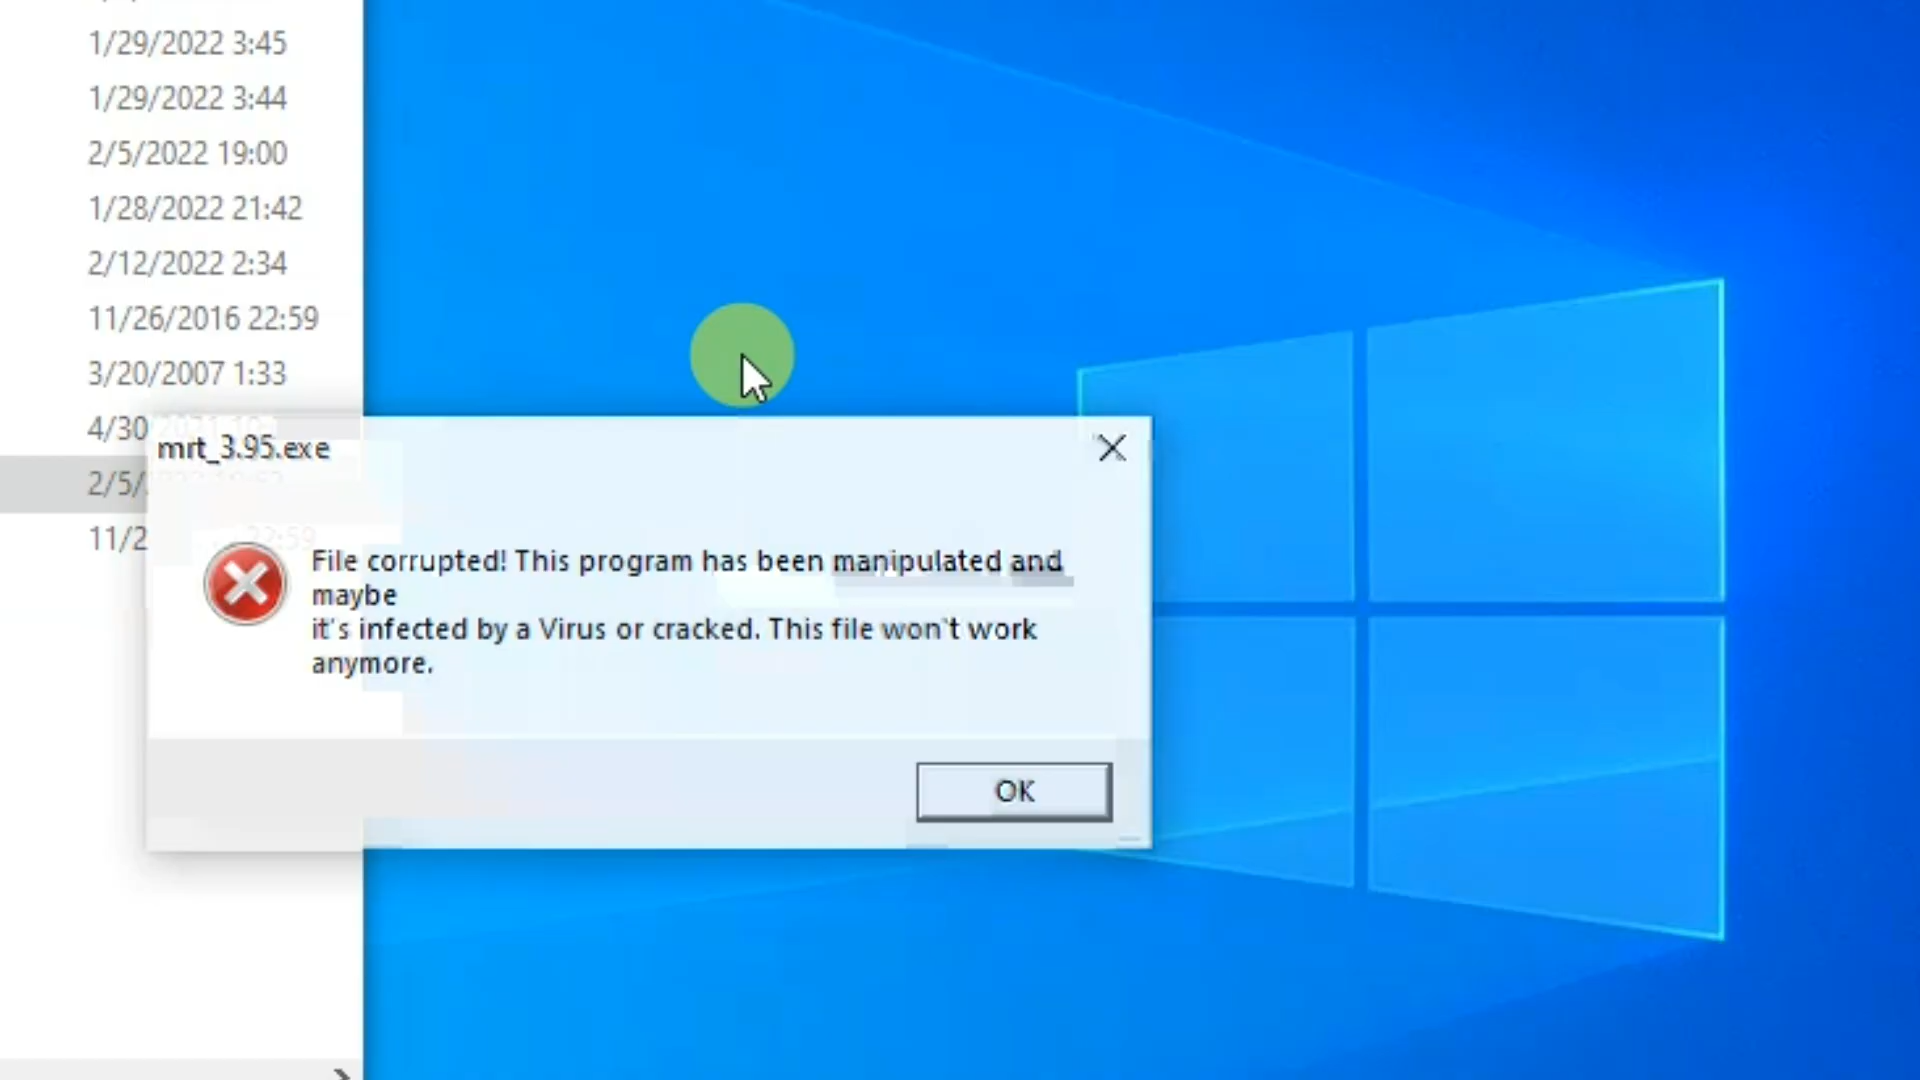 1/29/2022 3:45
1/29/2022 3:44
2/5/2022 19:00
1/28/2022 21:42
2/12/2022 2:34
11/26/2016 22:59
3/20/2007 1:33
4/30
mrt_3.95.exe
2/5/
11/2
File corrupted! This program has been manipulated and
maybe
it's infected by a Virus or cracked. This file won't work
anymore.
OK